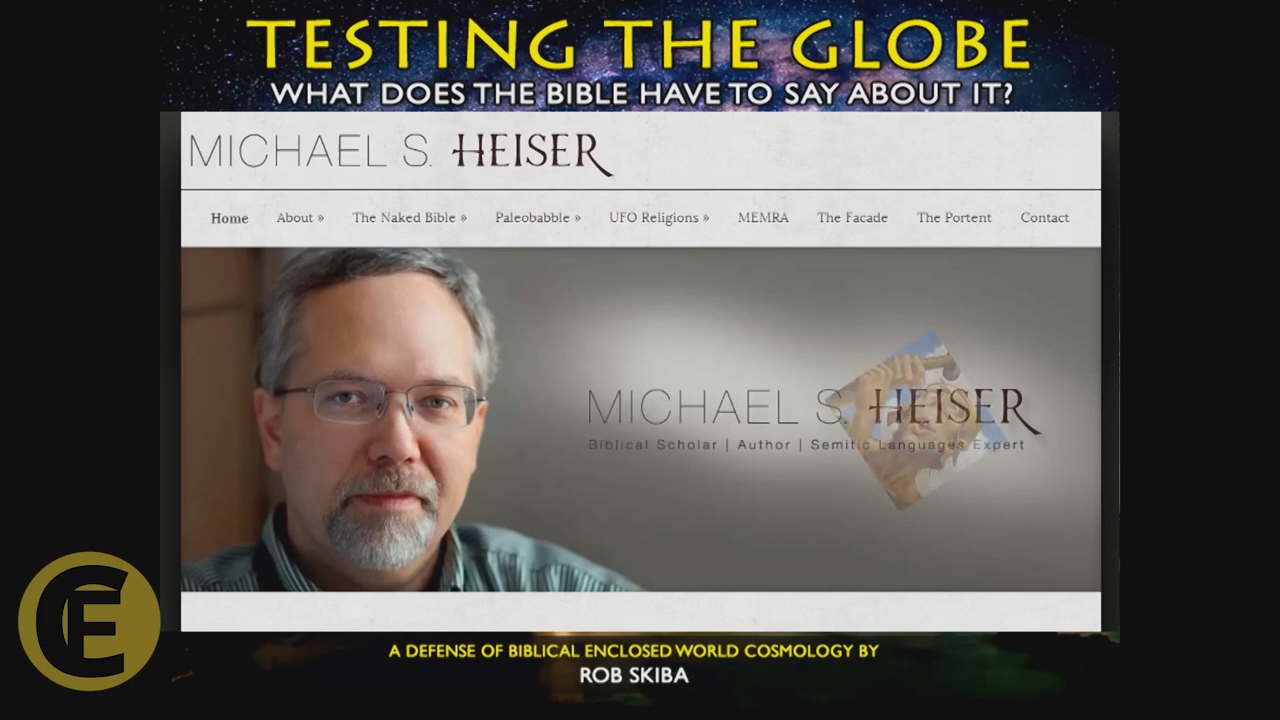 TESTING THE GLOBE
WHAT DOES THE BIBLE HAVE TO SAY ABOUT IT?
MICHAEL S. HEISER
Home About » The Naked Bible » Paleobabble » UFO Religions » MEMRA The Facade The Portent Contact
MICHAEL S. HEISER
Biblical Scholar | Author | Semitic Languages Expert
CE
A DEFENSE OF BIBLICAL ENCLOSED WORLD COSMOLOGY BY
ROB SKIBA